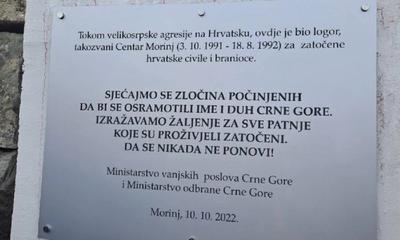 Tokom velikosrpske agresije na Hrvatsku, ovdje je bio logor,
takozvani Centar Morinj (3. 10. 1991 - 18. 8. 1992) za zatočene
hrvatske civile i branioce.
SJEĆAJMO SE ZLOČINA POČINJENIH
DA BI SE OSRAMOTILI IME I DUH CRNE GORE.
IZRAŽAVAMO ŽALJENJE ZA SVE PATNJE
KOJE SU PROŽIVJELI ZATOČENI.
DA SE NIKADA NE PONOVI!
Ministarstvo vanjskih poslova Crne Gore
i Ministarstvo odbrane Crne Gore
Morinj, 10. 10. 2022.